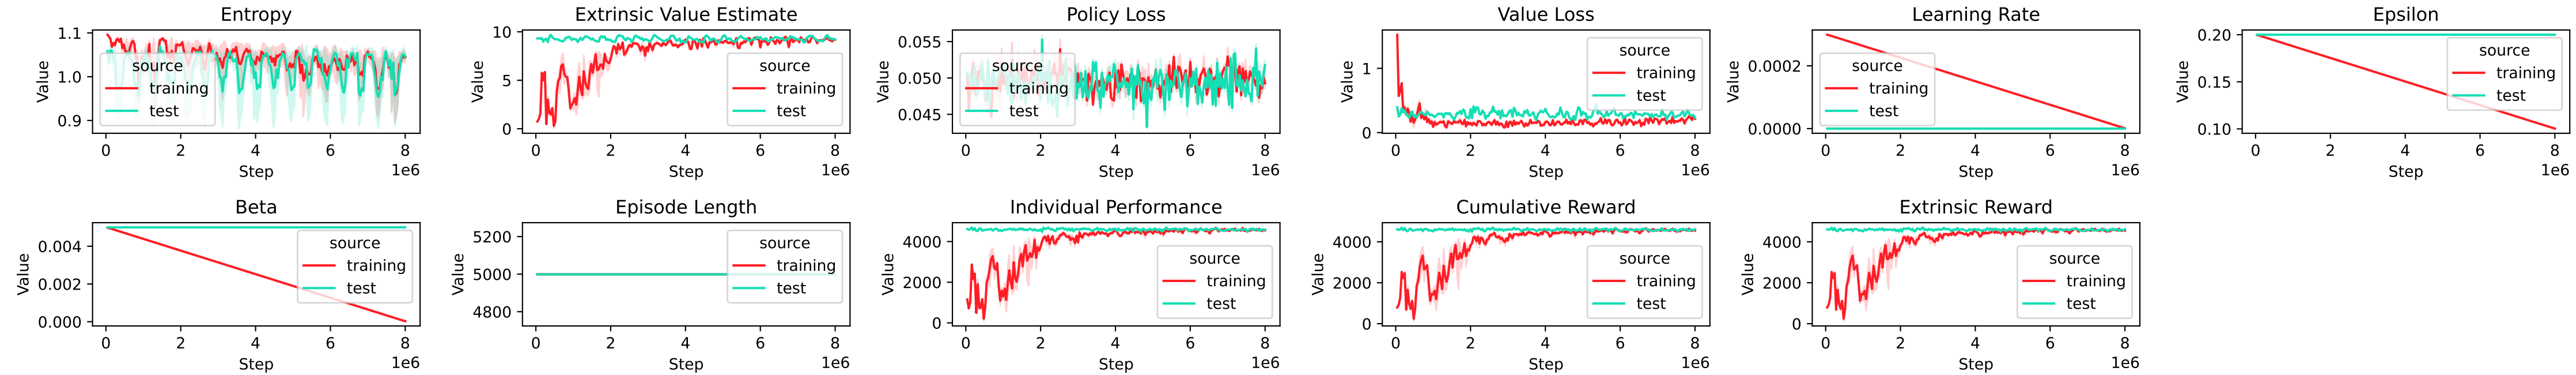 Entropy
1.1
1.0
0.9
Value
source
training
test
0 2 4 6 8
1e6
Step
Extrinsic Value Estimate
10
5
0
Value
source
training
test
0 2 4 6 8
1e6
Step
Policy Loss
0.055
0.050
0.045
Value
source
training
test
0 2 4 6 8
1e6
Step
Value Loss
1
0
Value
source
training
test
0 2 4 6 8
1e6
Step
Learning Rate
0.0002
0.0000
Value
source
training
test
0 2 4 6 8
1e6
Step
Epsilon
0.20
0.15
0.10
Value
source
training
test
0 2 4 6 8
1e6
Step
Beta
0.004
0.002
0.000
Value
source
training
test
0 2 4 6 8
1e6
Step
Episode Length
5200
5000
4800
Value
source
training
test
0 2 4 6 8
1e6
Step
Individual Performance
4000
2000
0
Value
source
training
test
0 2 4 6 8
1e6
Step
Cumulative Reward
4000
2000
0
Value
source
training
test
0 2 4 6 8
1e6
Step
Extrinsic Reward
4000
2000
0
Value
source
training
test
0 2 4 6 8
1e6
Step